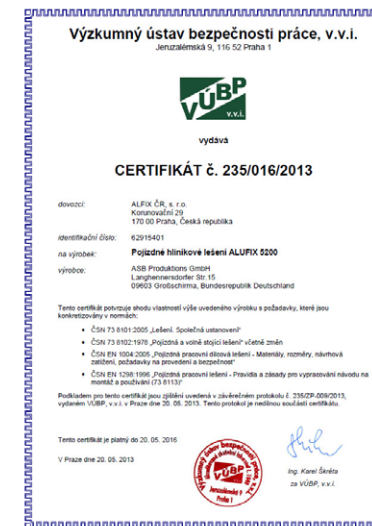 Výzkumný ústav bezpečnosti práce, v.v.i.
Jeruzalémská 9, 116 52 Praha 1
VÚBP
v.v.i.
vydává
CERTIFIKÁT č. 235/016/2013
dovozci: ALFIX ČR, s. r.o.
Korunovační 29
170 00 Praha, Česká republika
identifikační číslo: 62915401
na výrobek: Pojízdné hliníkové lešení ALUFIX 5200
výrobce: ASB Produktions GmbH
Langhennersdorfer Str.15
09603 Großschirma, Bundesrepublik Deutschland
Tento certifikát potvrzuje shodu vlastností výše uvedeného výrobku s požadavky, které jsou
konkretizovány v normách:
• ČSN 73 8101:2005 „Lešení. Společná ustanovení“
• ČSN 73 8102:1978 „Pojízdná a volně stojící lešení“ včetně změn
• ČSN EN 1004:2005 „Pojízdná pracovní dílcová lešení - Materiály, rozměry, návrhová
zatížení, požadavky na provedení a bezpečnost“
• ČSN EN 1298:1996 „Pojízdná pracovní lešení - Pravidla a zásady pro vypracování návodu na
montáž a používání (73 8113)“
Podkladem pro tento certifikát jsou zjištění uvedená v závěrečném protokolu č. 235/ZP-009/2013,
vydaném VÚBP, v.v.i. v Praze dne 20. 05. 2013. Tento protokol je nedílnou součástí certifikátu.
Tento certifikát je platný do 20. 05. 2016
V Praze dne 20. 05. 2013
VÚBP
Jeruzalémská 9
Praha 1
Ing. Karel Škréta
za VÚBP, v.v.i.